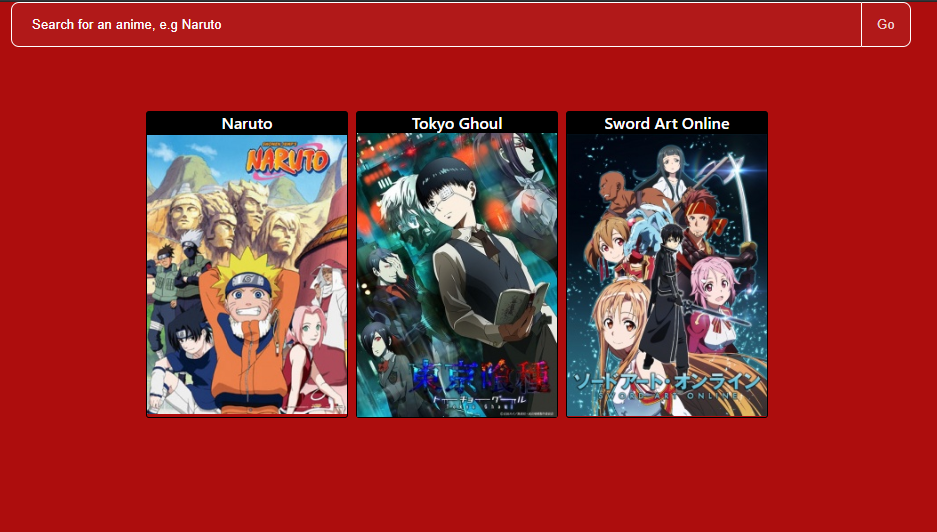 Search for an anime, e.g Naruto
Go
Naruto
Tokyo Ghoul
Sword Art Online
NARUTO
東京喰種
トーキョーグール
ソードアート・オンライン
SWORD ART ONLINE